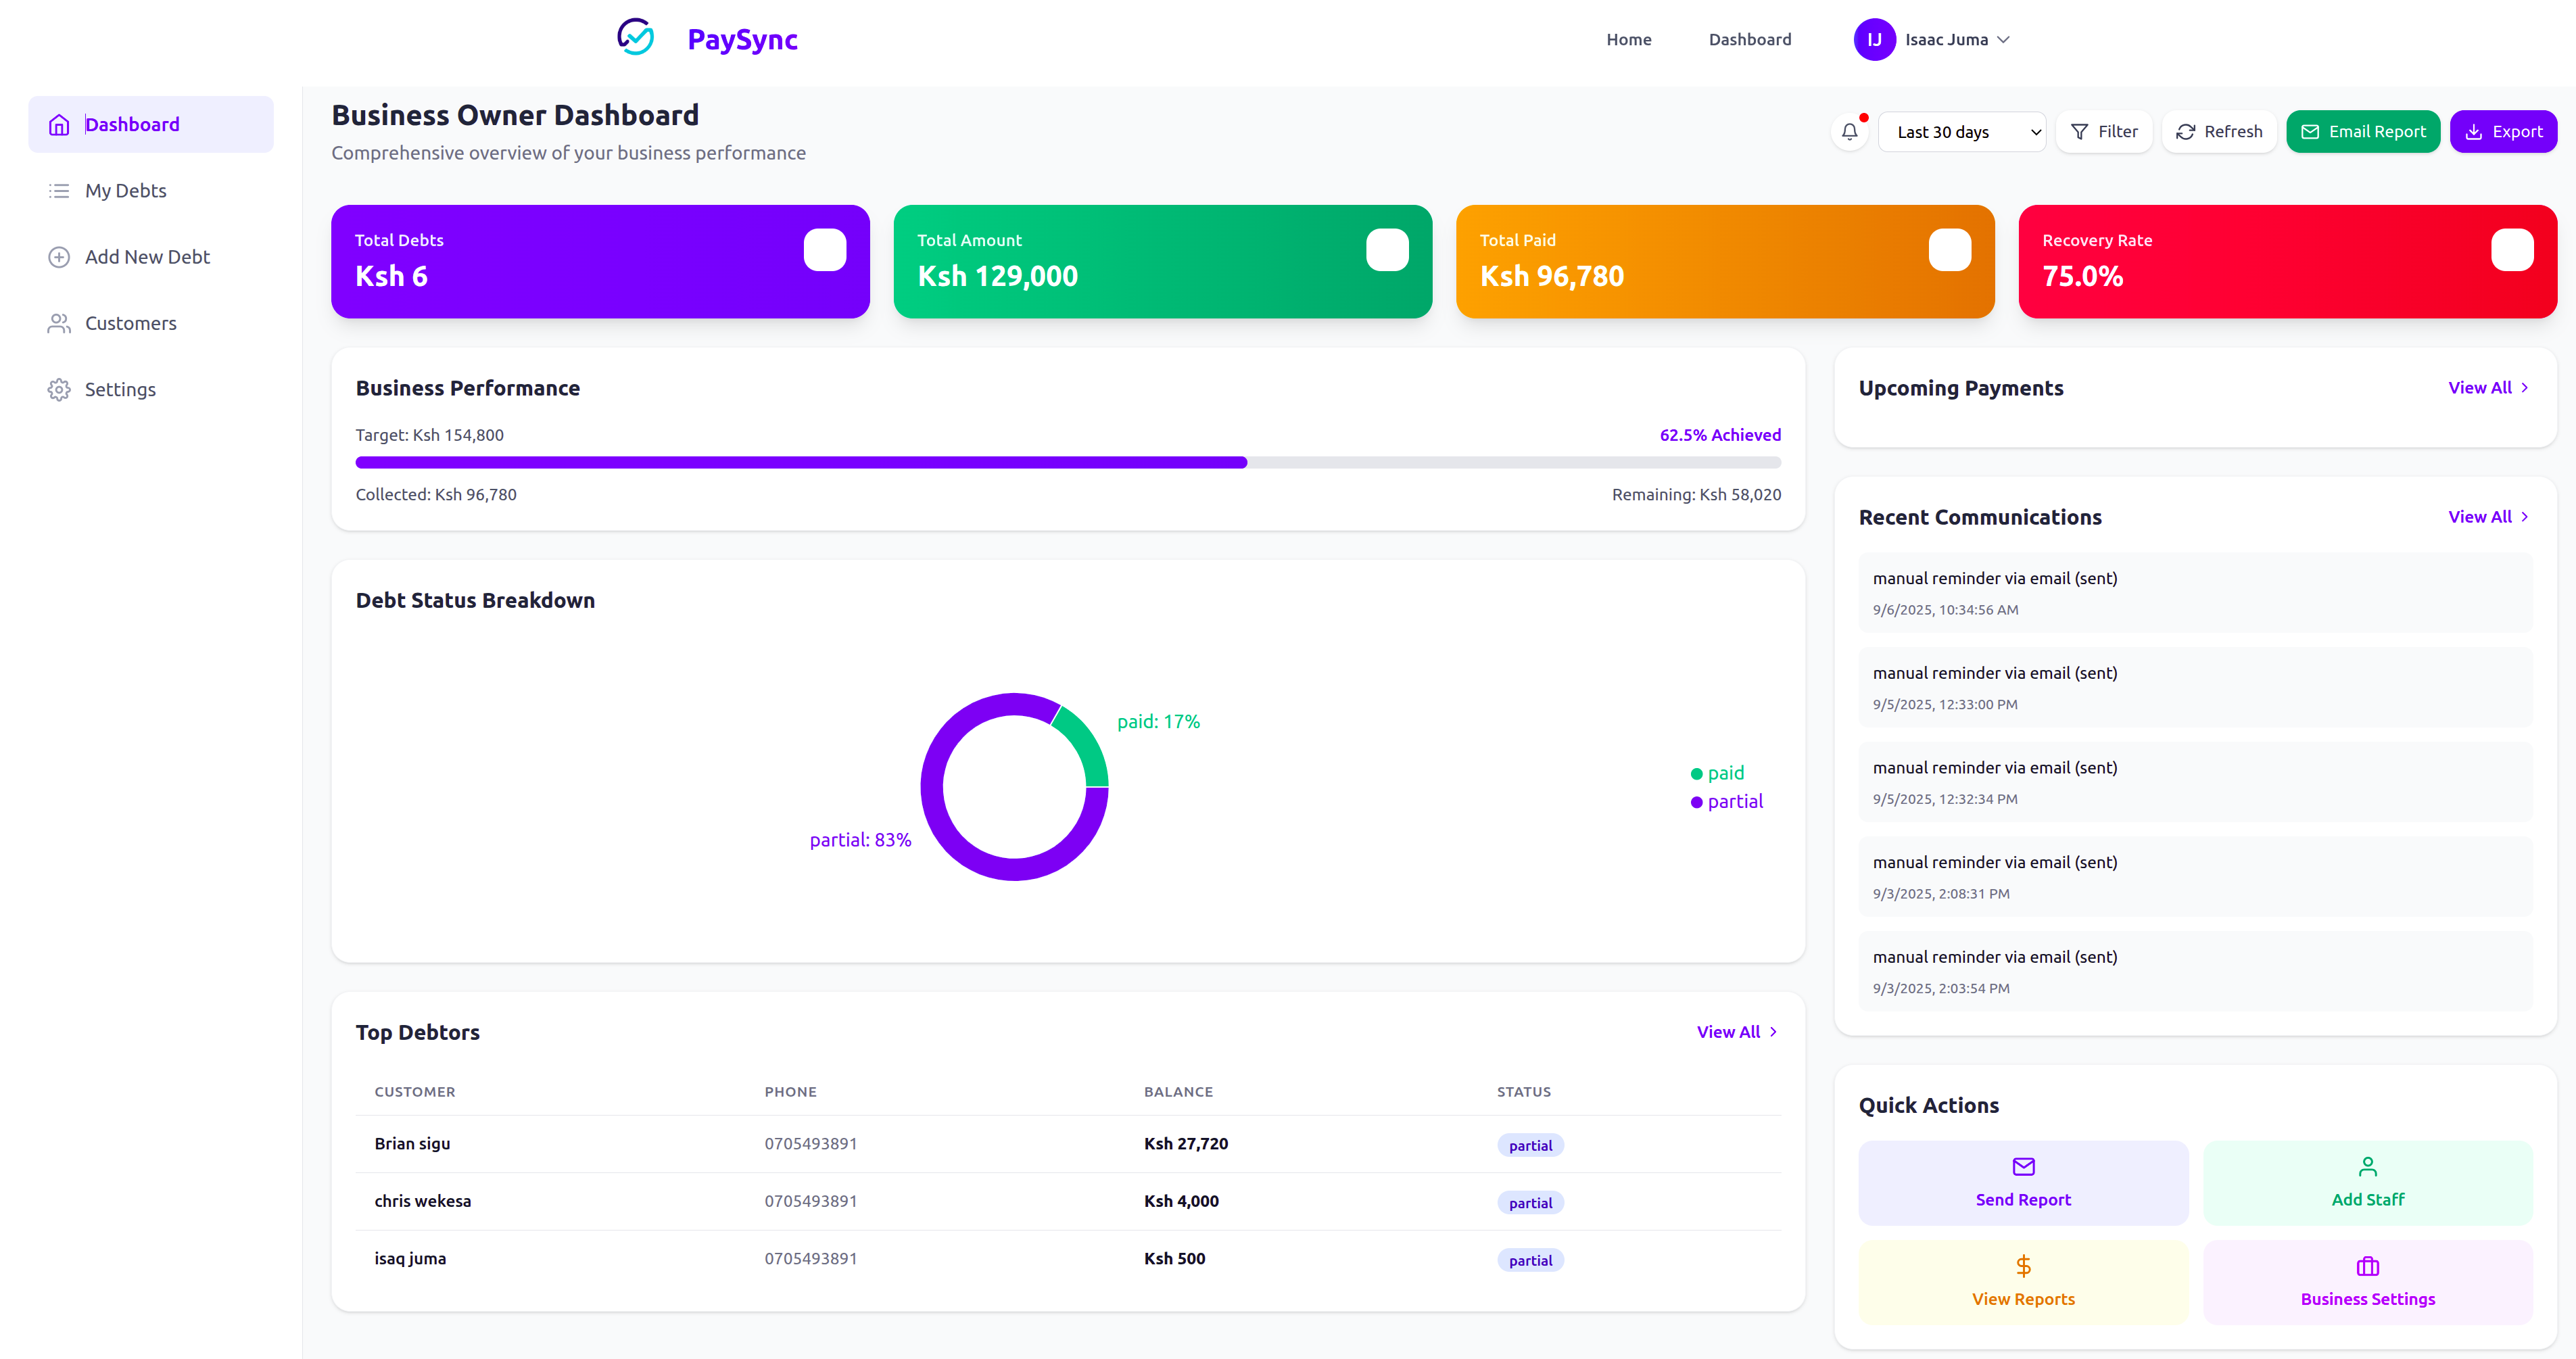 PaySync
Home
Dashboard
IJ
Isaac Juma
Dashboard
My Debts
Add New Debt
Customers
Settings
Business Owner Dashboard
Comprehensive overview of your business performance
Last 30 days
Filter
Refresh
Email Report
Export
Total Debts
Ksh 6
Total Amount
Ksh 129,000
Total Paid
Ksh 96,780
Recovery Rate
75.0%
Business Performance
Target: Ksh 154,800
62.5% Achieved
Collected: Ksh 96,780
Remaining: Ksh 58,020
Debt Status Breakdown
paid: 17%
partial: 83%
paid
partial
Top Debtors
View All
CUSTOMER PHONE BALANCE STATUS
Brian sigu 0705493891 Ksh 27,720 partial
chris wekesa 0705493891 Ksh 4,000 partial
isaq juma 0705493891 Ksh 500 partial
Upcoming Payments
View All
Recent Communications
View All
manual reminder via email (sent)
9/6/2025, 10:34:56 AM
manual reminder via email (sent)
9/5/2025, 12:33:00 PM
manual reminder via email (sent)
9/5/2025, 12:32:34 PM
manual reminder via email (sent)
9/3/2025, 2:08:31 PM
manual reminder via email (sent)
9/3/2025, 2:03:54 PM
Quick Actions
Send Report
Add Staff
View Reports
Business Settings